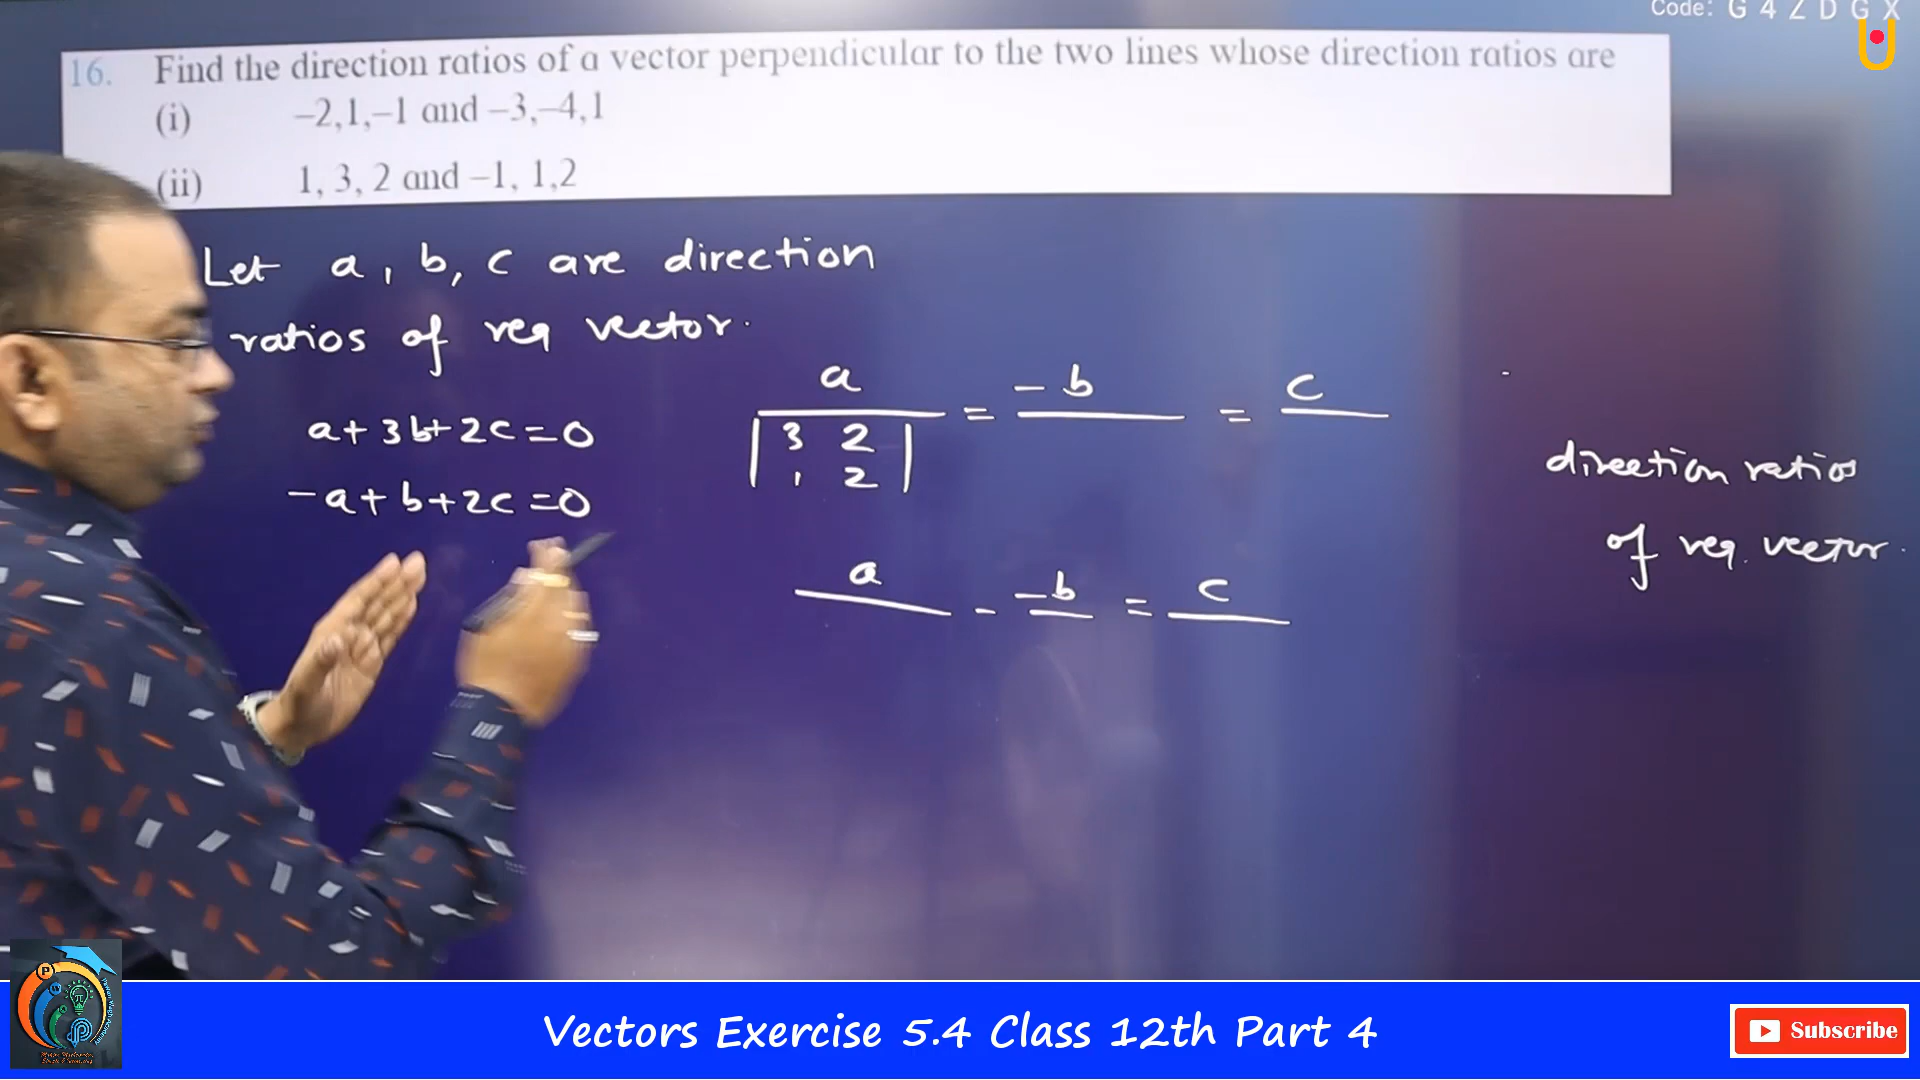 Code: G 4 Z D G X
16. Find the direction ratios of a vector perpendicular to the two lines whose direction ratios are
(i) –2,1,–1 and –3,–4,1
(ii) 1, 3, 2 and –1, 1,2
Let a, b, c are direction
ratios of req vector.
a + 3b + 2c = 0
- a + b + 2c = 0
a = - b = c
| 3 2 |
| 1 2 |
a - - b = c
direction ratios
of req. vector.
Vectors Exercise 5.4 Class 12th Part 4
Subscribe